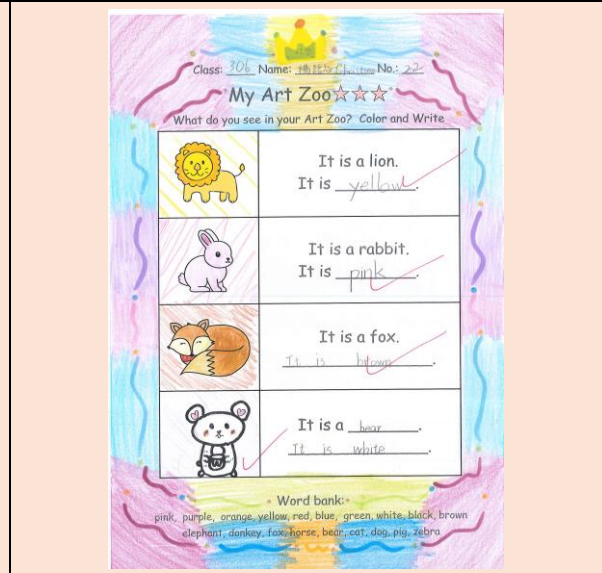 Class: 306 Name: Christine No.: 22
My Art Zoo☆☆☆
What do you see in your Art Zoo? Color and Write
It is a lion.
It is yellow.
It is a rabbit.
It is pink.
It is a fox.
It is brown.
It is a bear.
It is white.
Word bank:
pink, purple, orange, yellow, red, blue, green, white, black, brown
elephant, donkey, fox, horse, bear, cat, dog, pig, zebra